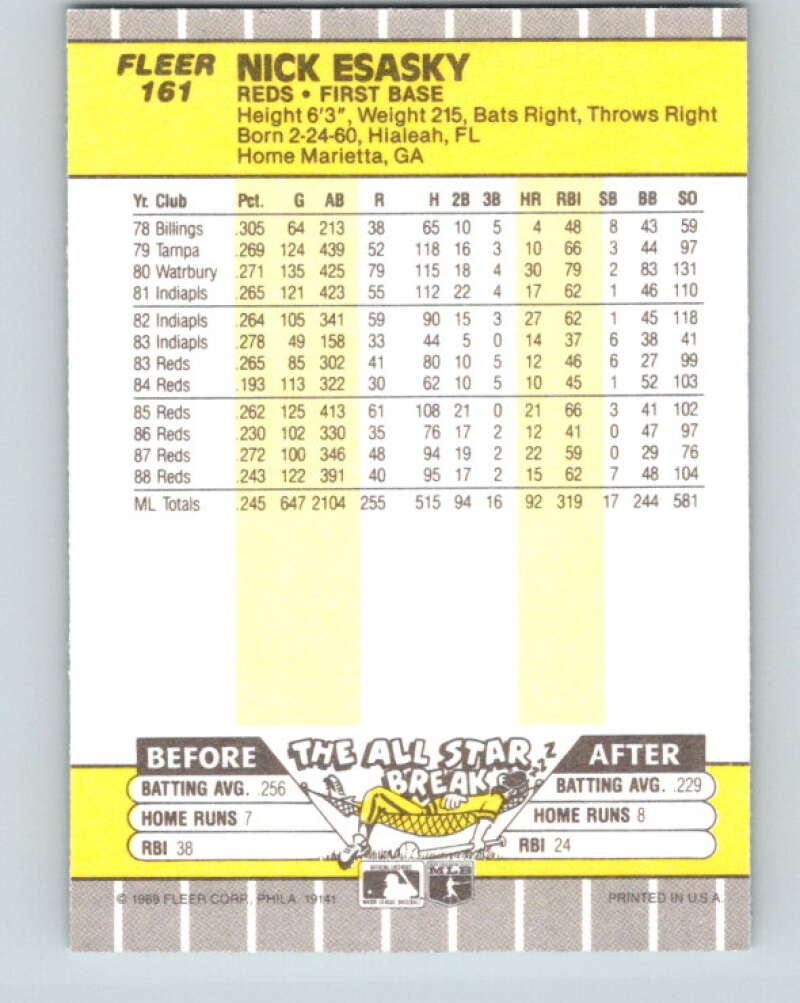 FLEER
161
NICK ESASKY
REDS • FIRST BASE
Height 6'3", Weight 215, Bats Right, Throws Right
Born 2-24-60, Hialeah, FL
Home Marietta, GA
Yr. Club Pct. G AB R H 2B 3B HR RBI SB BB SO
78 Billings .305 64 213 38 65 10 5 4 48 8 43 59
79 Tampa .269 124 439 52 118 16 3 10 66 3 44 97
80 Watrbury .271 135 425 79 115 18 4 30 79 2 83 131
81 Indiapls .265 121 423 55 112 22 4 17 62 1 46 110
82 Indiapls .264 105 341 59 90 15 3 27 62 1 45 118
83 Indiapls .278 49 158 33 44 5 0 14 37 6 38 41
83 Reds .265 85 302 41 80 10 5 12 46 6 27 99
84 Reds .193 113 322 30 62 10 5 10 45 1 52 103
85 Reds .262 125 413 61 108 21 0 21 66 3 41 102
86 Reds .230 102 330 35 76 17 2 12 41 0 47 97
87 Reds .272 100 346 48 94 19 2 22 59 0 29 76
88 Reds .243 122 391 40 95 17 2 15 62 7 48 104
ML Totals .245 647 2104 255 515 94 16 92 319 17 244 581
BEFORE THE ALL STAR BREAK AFTER
ZZZ
BATTING AVG. .256
HOME RUNS 7
RBI 38
BATTING AVG. .229
HOME RUNS 8
RBI 24
MLB
MAJOR LEAGUE BASEBALL
© 1989 FLEER CORP., PHILA. 19141
PRINTED IN U.S.A.